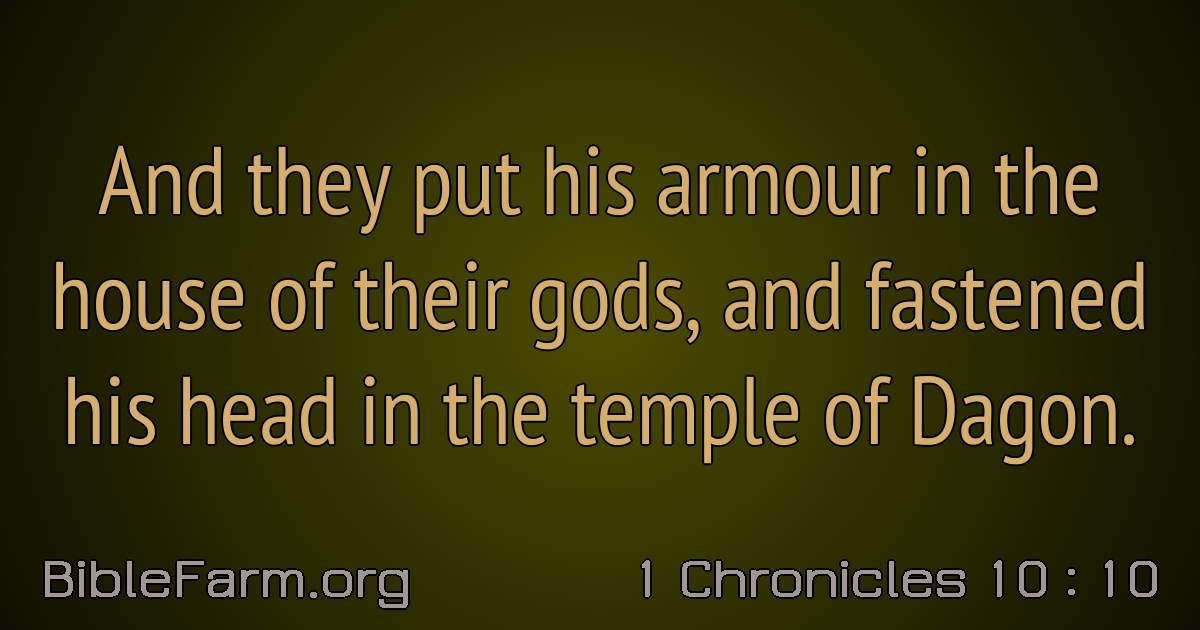 And they put his armour in the
house of their gods, and fastened
his head in the temple of Dagon.
BibleFarm.org
1 Chronicles 10 : 10